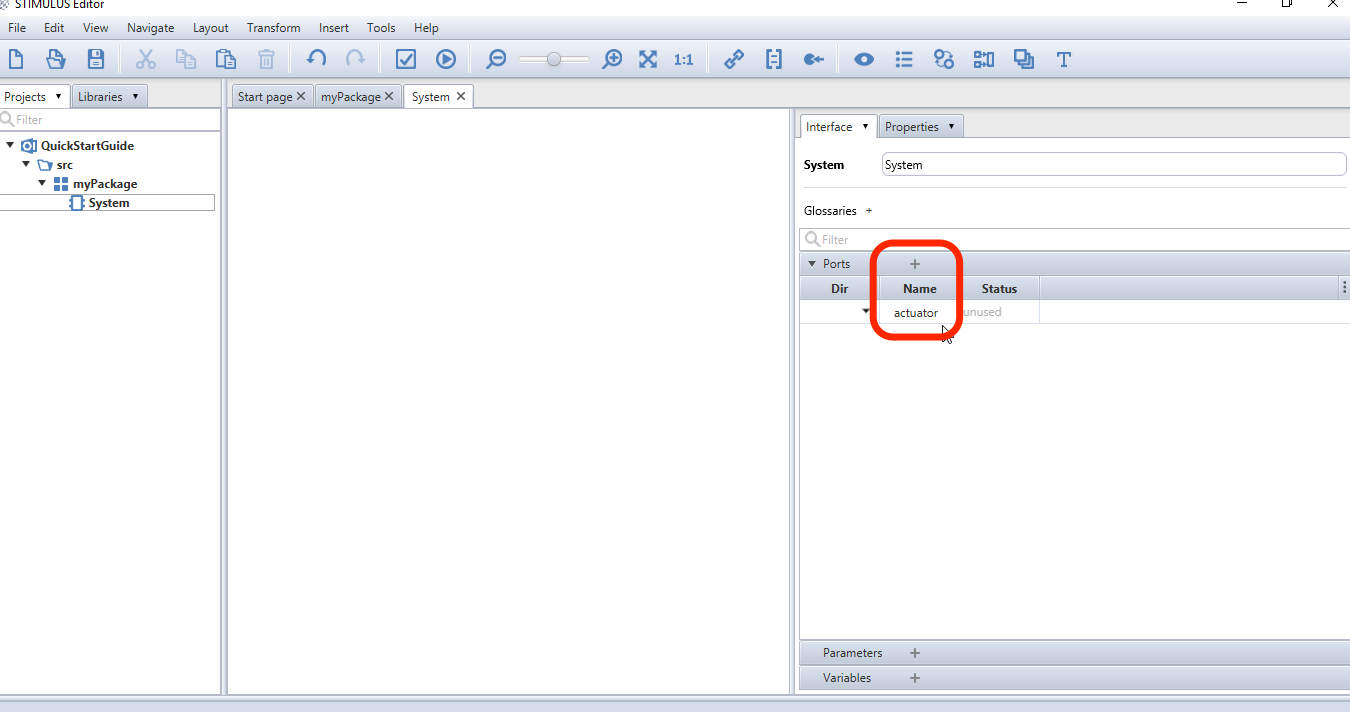 STIMULUS Editor
File Edit View Navigate Layout Transform Insert Tools Help
1:1 T
Projects Libraries Start page myPackage System
Filter
QuickStartGuide
src
myPackage
System
Interface Properties
System System
Glossaries +
Filter
Ports +
Dir Name Status
actuator unused
Parameters +
Variables +